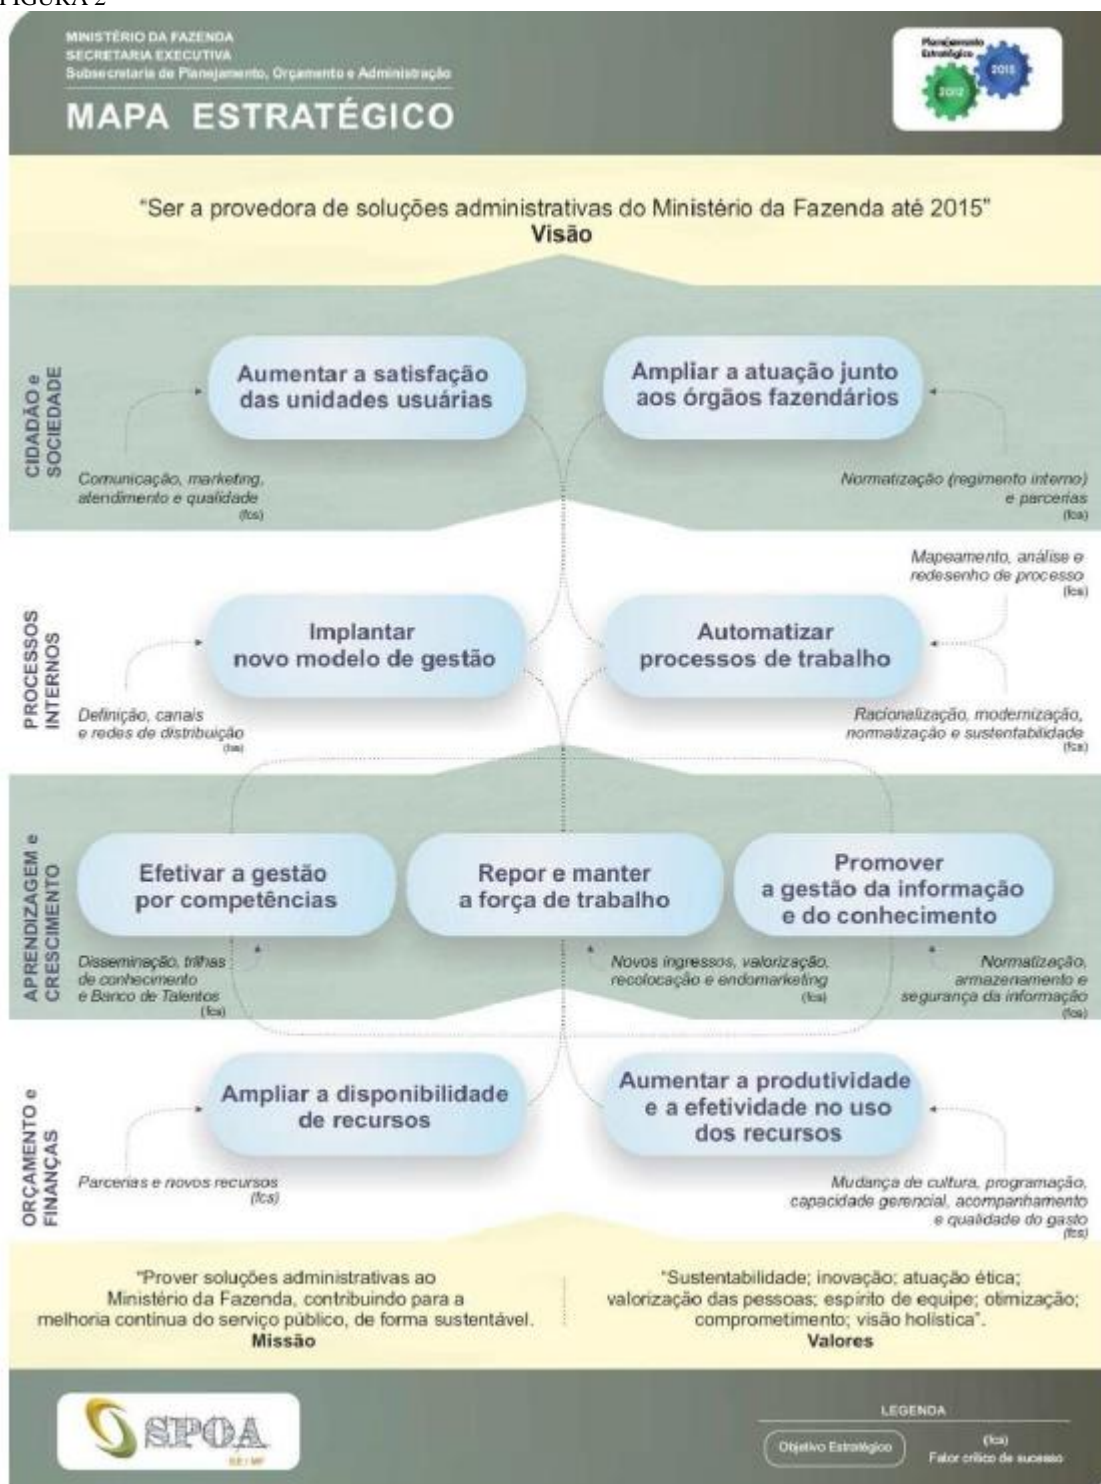 FIGURA 2
MINISTÉRIO DA FAZENDA
SECRETARIA EXECUTIVA
Subsecretaria de Planejamento, Orçamento e Administração
MAPA ESTRATÉGICO
Planejamento
Estratégico
2012
2015
"Ser a provedora de soluções administrativas do Ministério da Fazenda até 2015"
Visão
CIDADÃO e
SOCIEDADE
Aumentar a satisfação
das unidades usuárias
Ampliar a atuação junto
aos órgãos fazendários
Comunicação, marketing,
atendimento e qualidade
(fcs)
Normatização (regimento interno)
e parcerias
(fcs)
PROCESSOS
INTERNOS
Mapeamento, análise e
redesenho de processo
(fcs)
Implantar
novo modelo de gestão
Automatizar
processos de trabalho
Definição, canais
e redes de distribuição
(fcs)
Racionalização, modernização,
normatização e sustentabilidade
(fcs)
APRENDIZAGEM e
CRESCIMENTO
Efetivar a gestão
por competências
Repor e manter
a força de trabalho
Promover
a gestão da informação
e do conhecimento
Disseminação, trilhas
de conhecimento
e Banco de Talentos
(fcs)
Novos ingressos, valorização,
recolocação e endomarketing
(fcs)
Normatização,
armazenamento e
segurança da informação
(fcs)
ORÇAMENTO e
FINANÇAS
Ampliar a disponibilidade
de recursos
Aumentar a produtividade
e a efetividade no uso
dos recursos
Parcerias e novos recursos
(fcs)
Mudança de cultura, programação,
capacidade gerencial, acompanhamento
e qualidade do gasto
(fcs)
"Prover soluções administrativas ao
Ministério da Fazenda, contribuindo para a
melhoria contínua do serviço público, de forma sustentável.
Missão
"Sustentabilidade; inovação; atuação ética;
valorização das pessoas; espírito de equipe; otimização;
comprometimento; visão holística".
Valores
SPOA
SE / MF
LEGENDA
Objetivo Estratégico
(fcs)
Fator crítico de sucesso